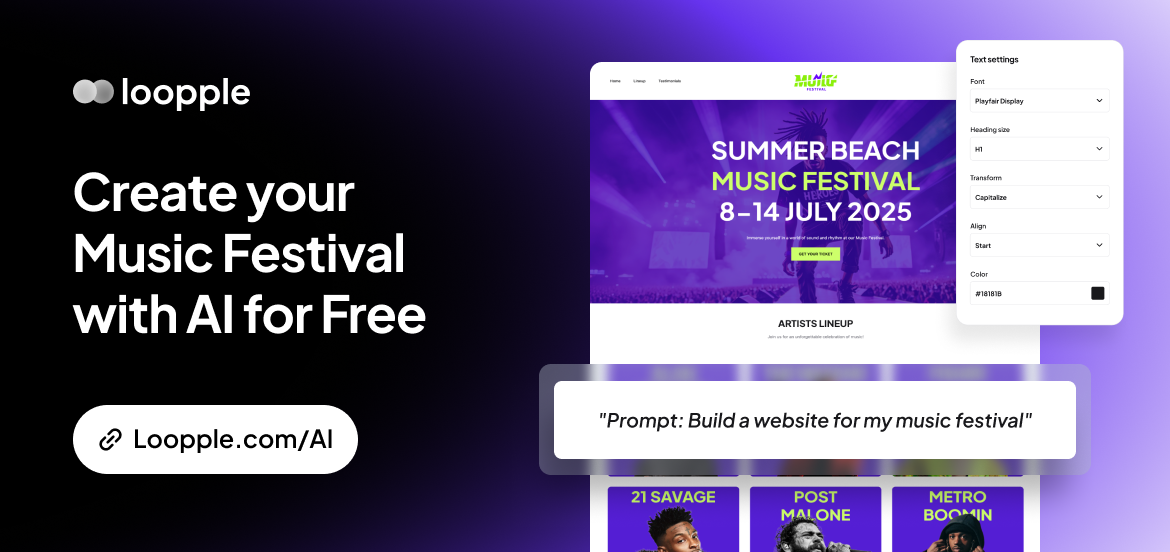 loopple
Create your
Music Festival
with AI for Free
Loopple.com/AI
Home
Lineup
Testimonials
FESTIVAL
SUMMER BEACH
MUSIC FESTIVAL
8–14 JULY 2025
Immerse yourself in a world of sound and rhythm at our Music Festival
GET YOUR TICKET
ARTISTS LINEUP
Join us for an unforgettable celebration of music!
Text settings
Font
Playfair Display
Heading size
H1
Transform
Capitalize
Align
Start
Color
#18181B
"Prompt: Build a website for my music festival"
21 SAVAGE
POST
MALONE
METRO
BOOMIN